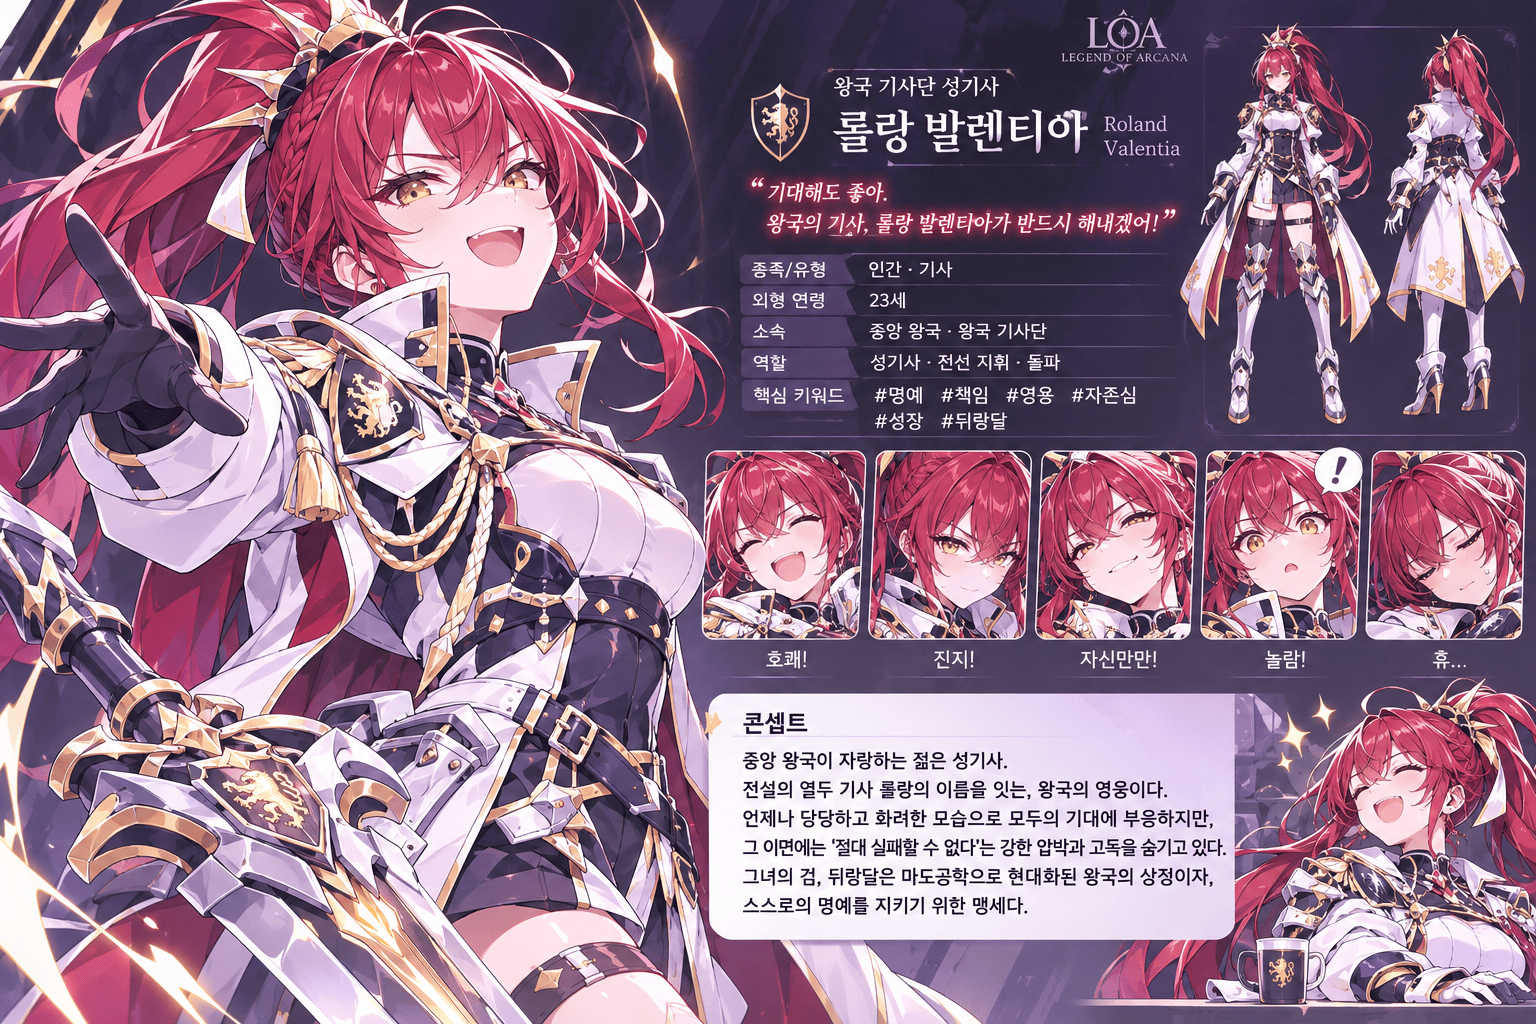 LOA
LEGEND OF ARCANA
왕국 기사단 성기사
롤랑 발렌티아
Roland
Valentia
“기대해도 좋아.
왕국의 기사, 롤랑 발렌티아가 반드시 해내겠어!”
종족/유형 인간 · 기사
외형 연령 23세
소속 중앙 왕국 · 왕국 기사단
역할 성기사 · 전선 지휘 · 돌파
핵심 키워드 #명예 #책임 #영웅 #자존심
#성장 #뒤랑달
!
호쾌!
진지!
자신만만!
놀람!
휴...
콘셉트
중앙 왕국이 자랑하는 젊은 성기사.
전설의 열두 기사 롤랑의 이름을 잇는, 왕국의 영웅이다.
언제나 당당하고 화려한 모습으로 모두의 기대에 부응하지만,
그 이면에는 ‘절대 실패할 수 없다’는 강한 압박과 고독을 숨기고 있다.
그녀의 검, 뒤랑달은 마도공학으로 현대화된 왕국의 상징이자,
스스로의 명예를 지키기 위한 맹세다.